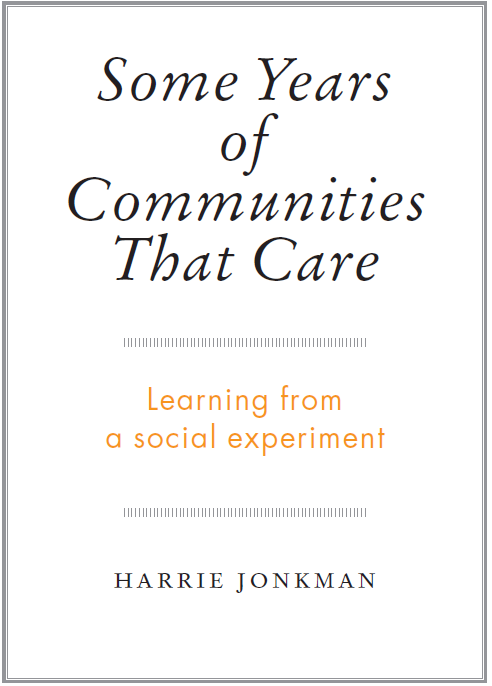 Some Years
of
Communities
That Care
Learning from
a social experiment
HARRIE JONKMAN